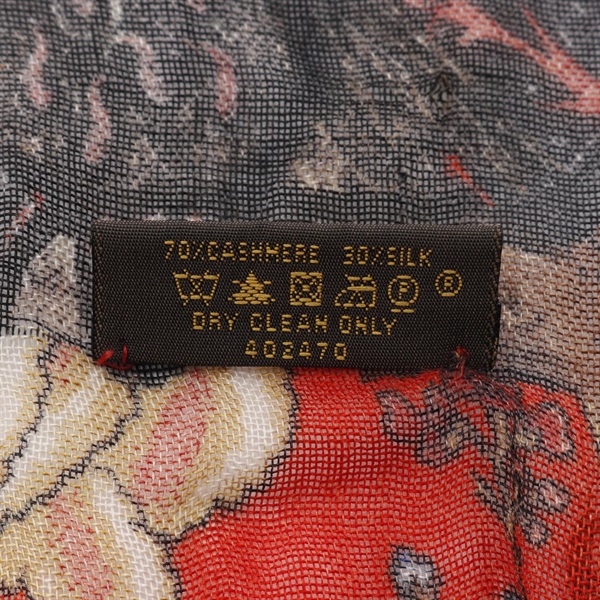 70%CASHMERE 30%SILK
P ®
DRY CLEAN ONLY
402470